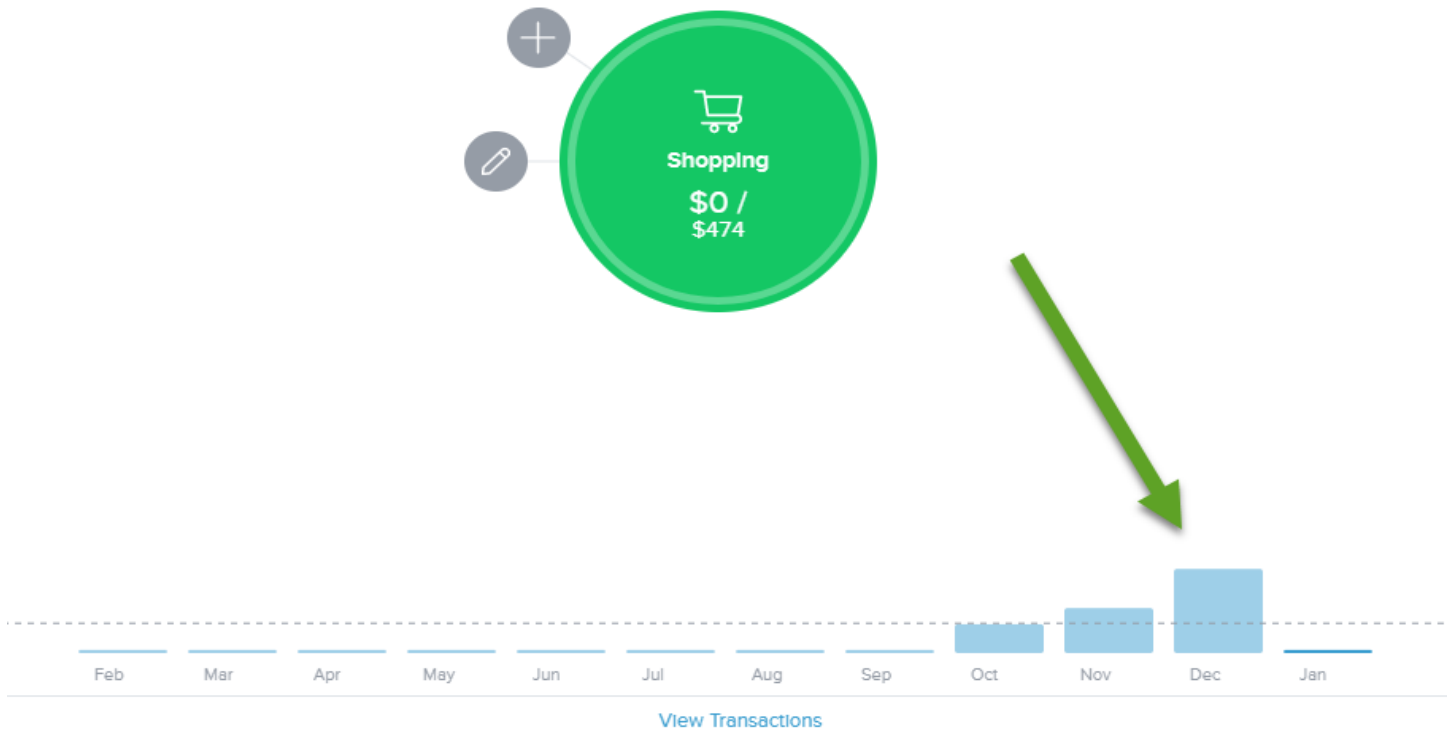 Shopping
$0 /
$474
Feb Mar Apr May Jun Jul Aug Sep Oct Nov Dec Jan
View Transactions